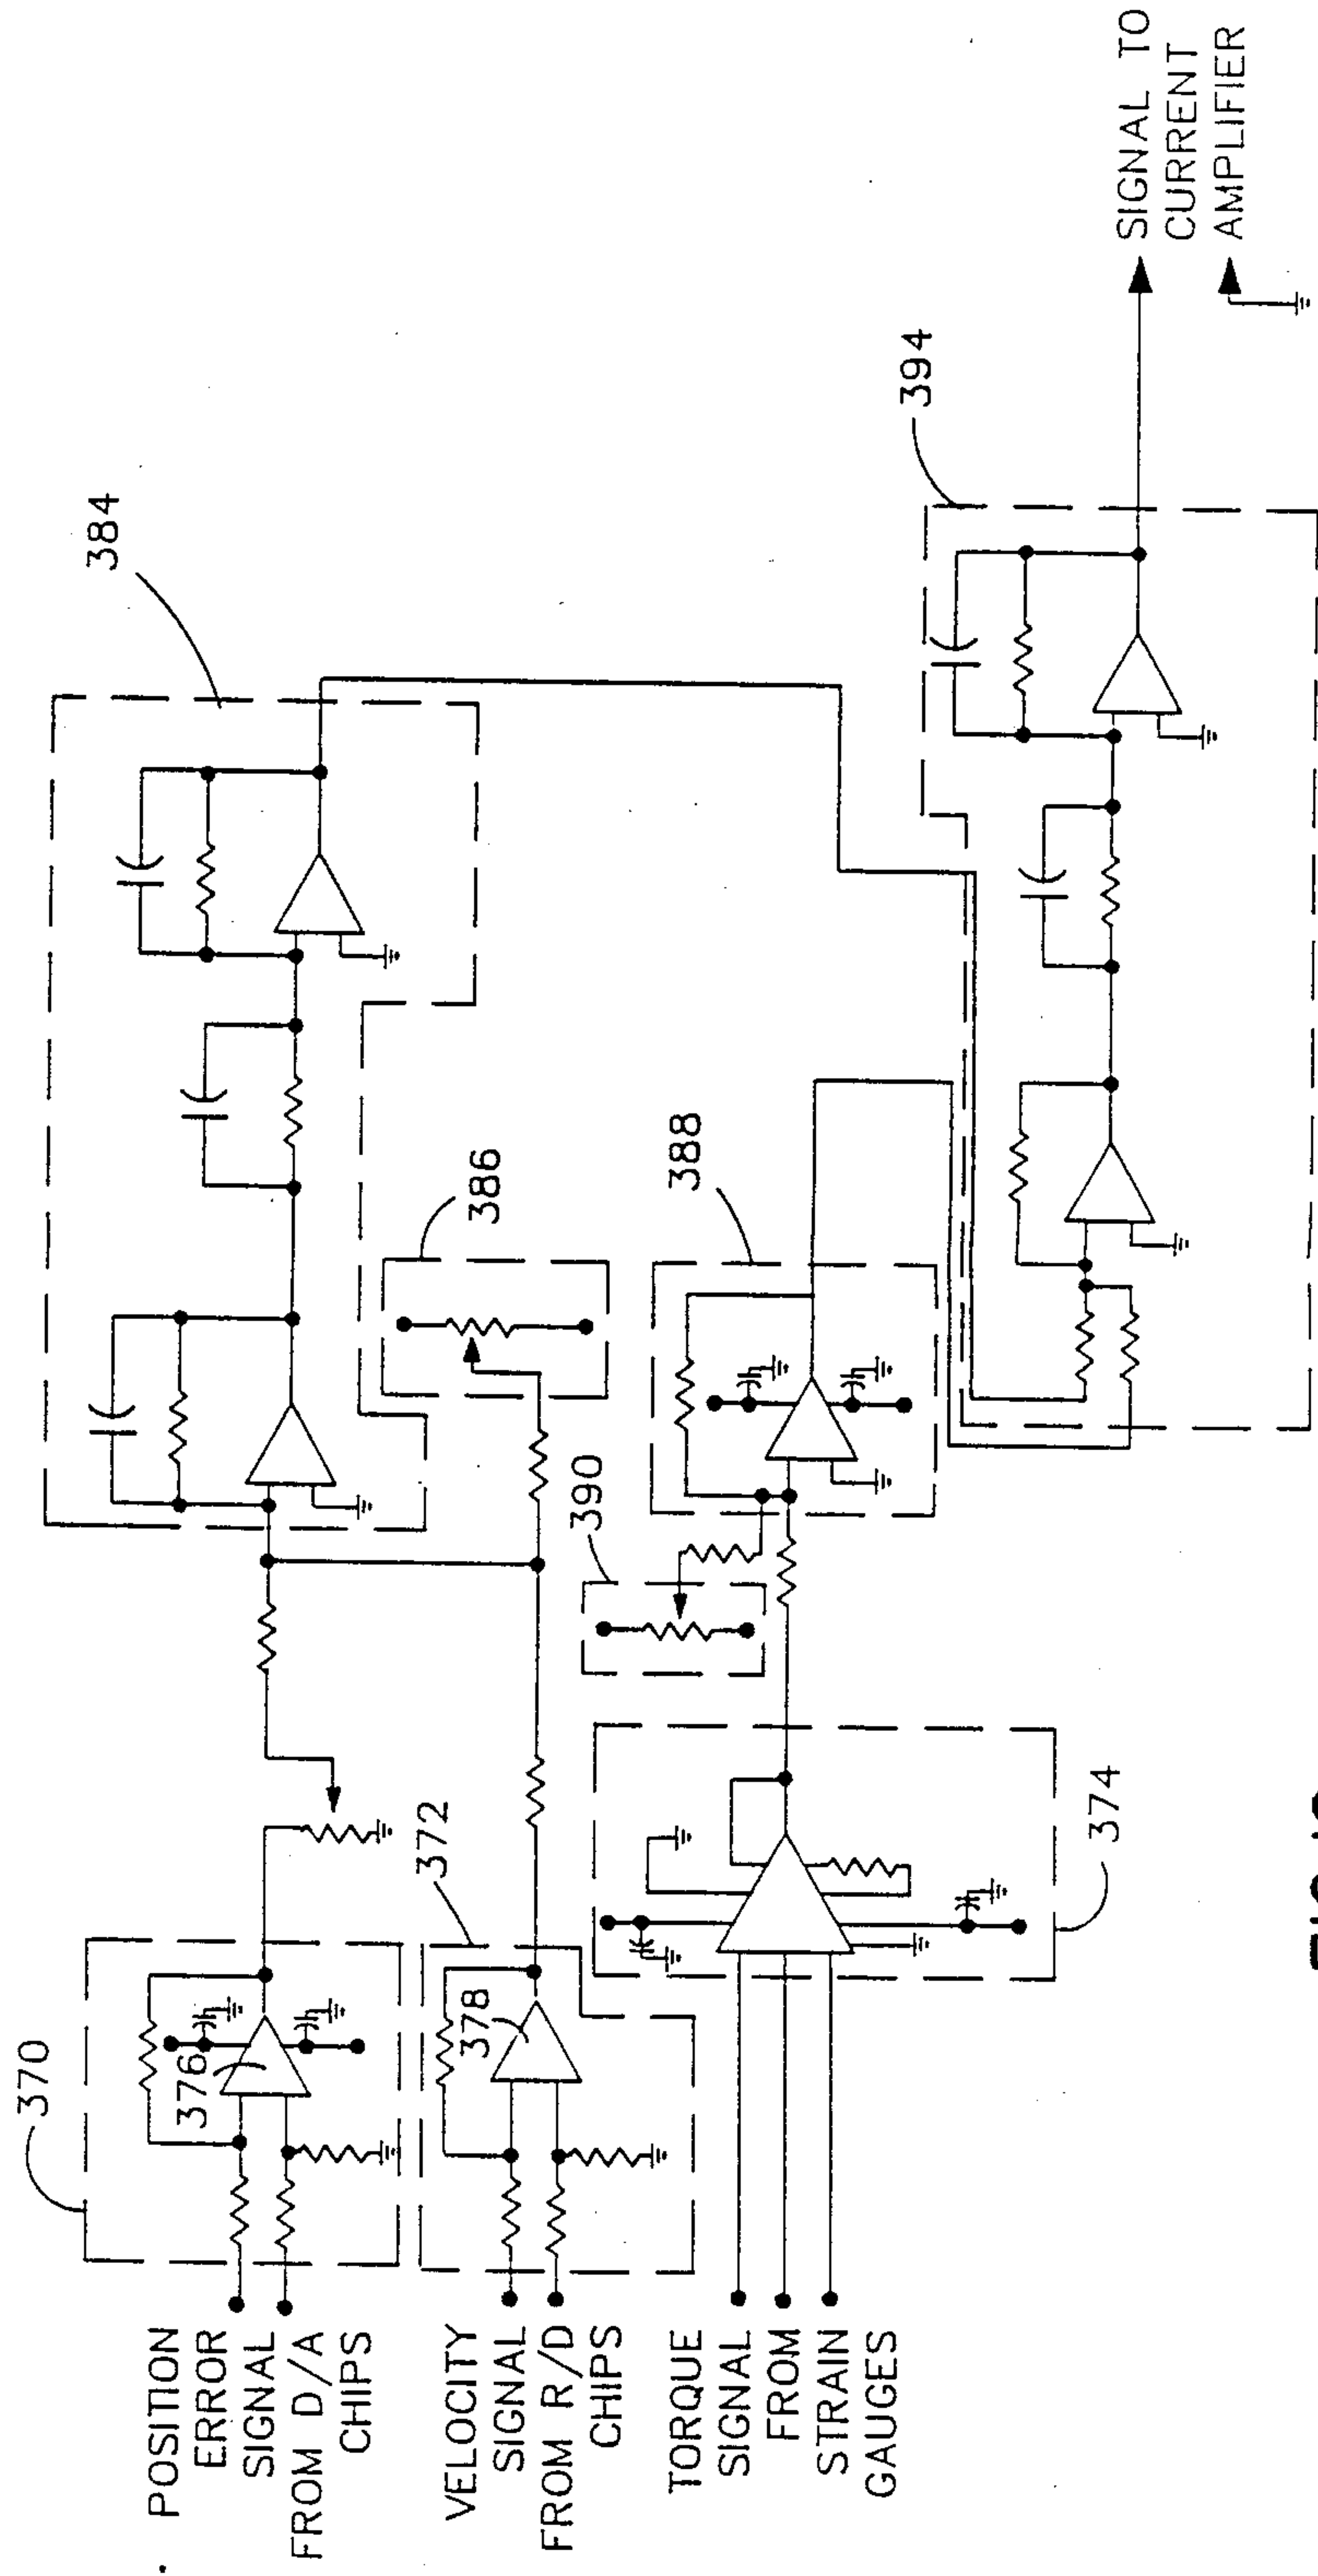 370
376
POSITION
ERROR
SIGNAL
FROM D/A
CHIPS
372
378
VELOCITY
SIGNAL
FROM R/D
CHIPS
TORQUE
SIGNAL
FROM
STRAIN
GAUGES
374
384
386
388
390
394
SIGNAL TO
CURRENT
AMPLIFIER